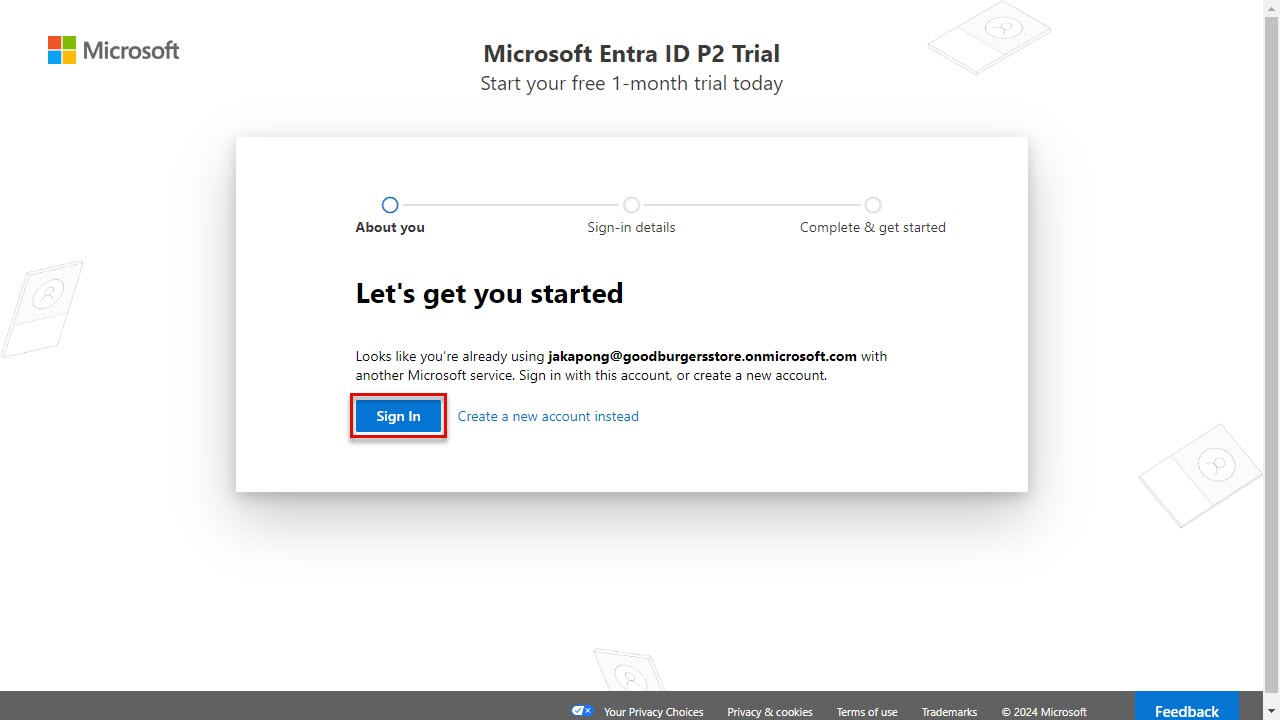 Microsoft
Microsoft Entra ID P2 Trial
Start your free 1-month trial today
About you
Sign-in details
Complete & get started
Let's get you started
Looks like you're already using jakapong@goodburgersstore.onmicrosoft.com with
another Microsoft service. Sign in with this account, or create a new account.
Sign In
Create a new account instead
Your Privacy Choices
Privacy & cookies
Terms of use
Trademarks
© 2024 Microsoft
Feedback